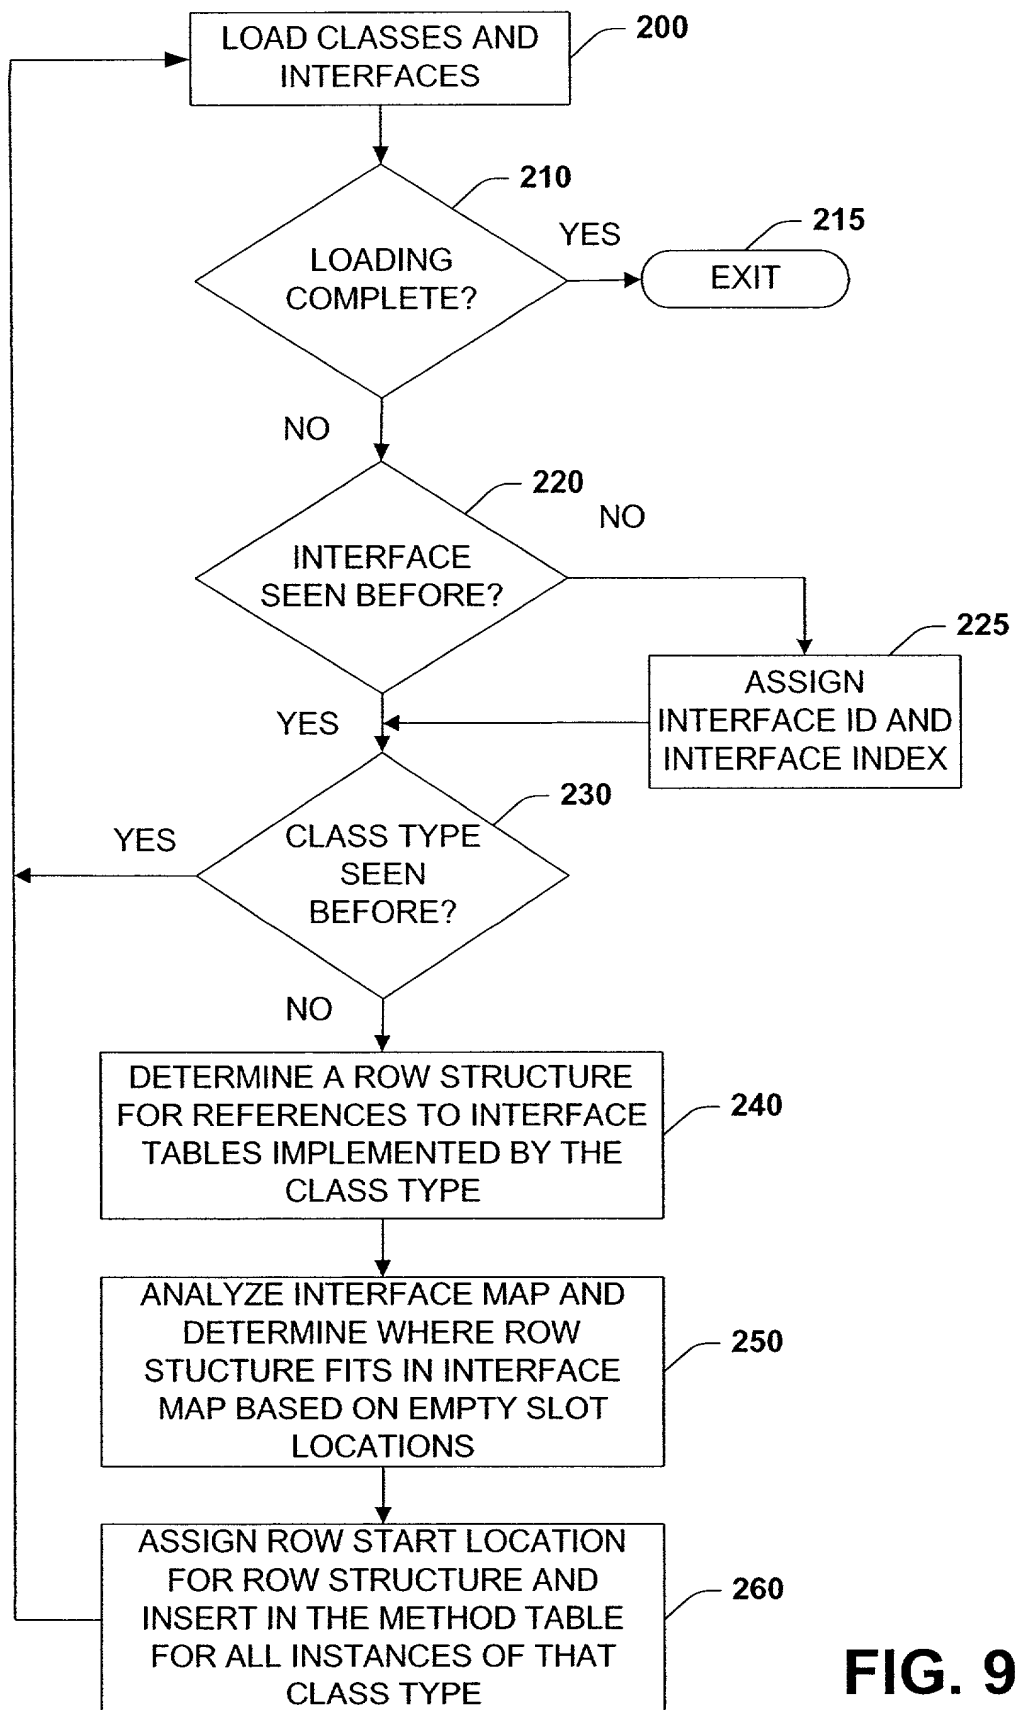 LOAD CLASSES AND
INTERFACES
200
210
LOADING
COMPLETE?
YES
215
EXIT
NO
220
INTERFACE
SEEN BEFORE?
NO
225
ASSIGN
INTERFACE ID AND
INTERFACE INDEX
YES
230
CLASS TYPE
SEEN
BEFORE?
YES
NO
DETERMINE A ROW STRUCTURE
FOR REFERENCES TO INTERFACE
TABLES IMPLEMENTED BY THE
CLASS TYPE
240
ANALYZE INTERFACE MAP AND
DETERMINE WHERE ROW
STUCTURE FITS IN INTERFACE
MAP BASED ON EMPTY SLOT
LOCATIONS
250
ASSIGN ROW START LOCATION
FOR ROW STRUCTURE AND
INSERT IN THE METHOD TABLE
FOR ALL INSTANCES OF THAT
CLASS TYPE
260
FIG. 9